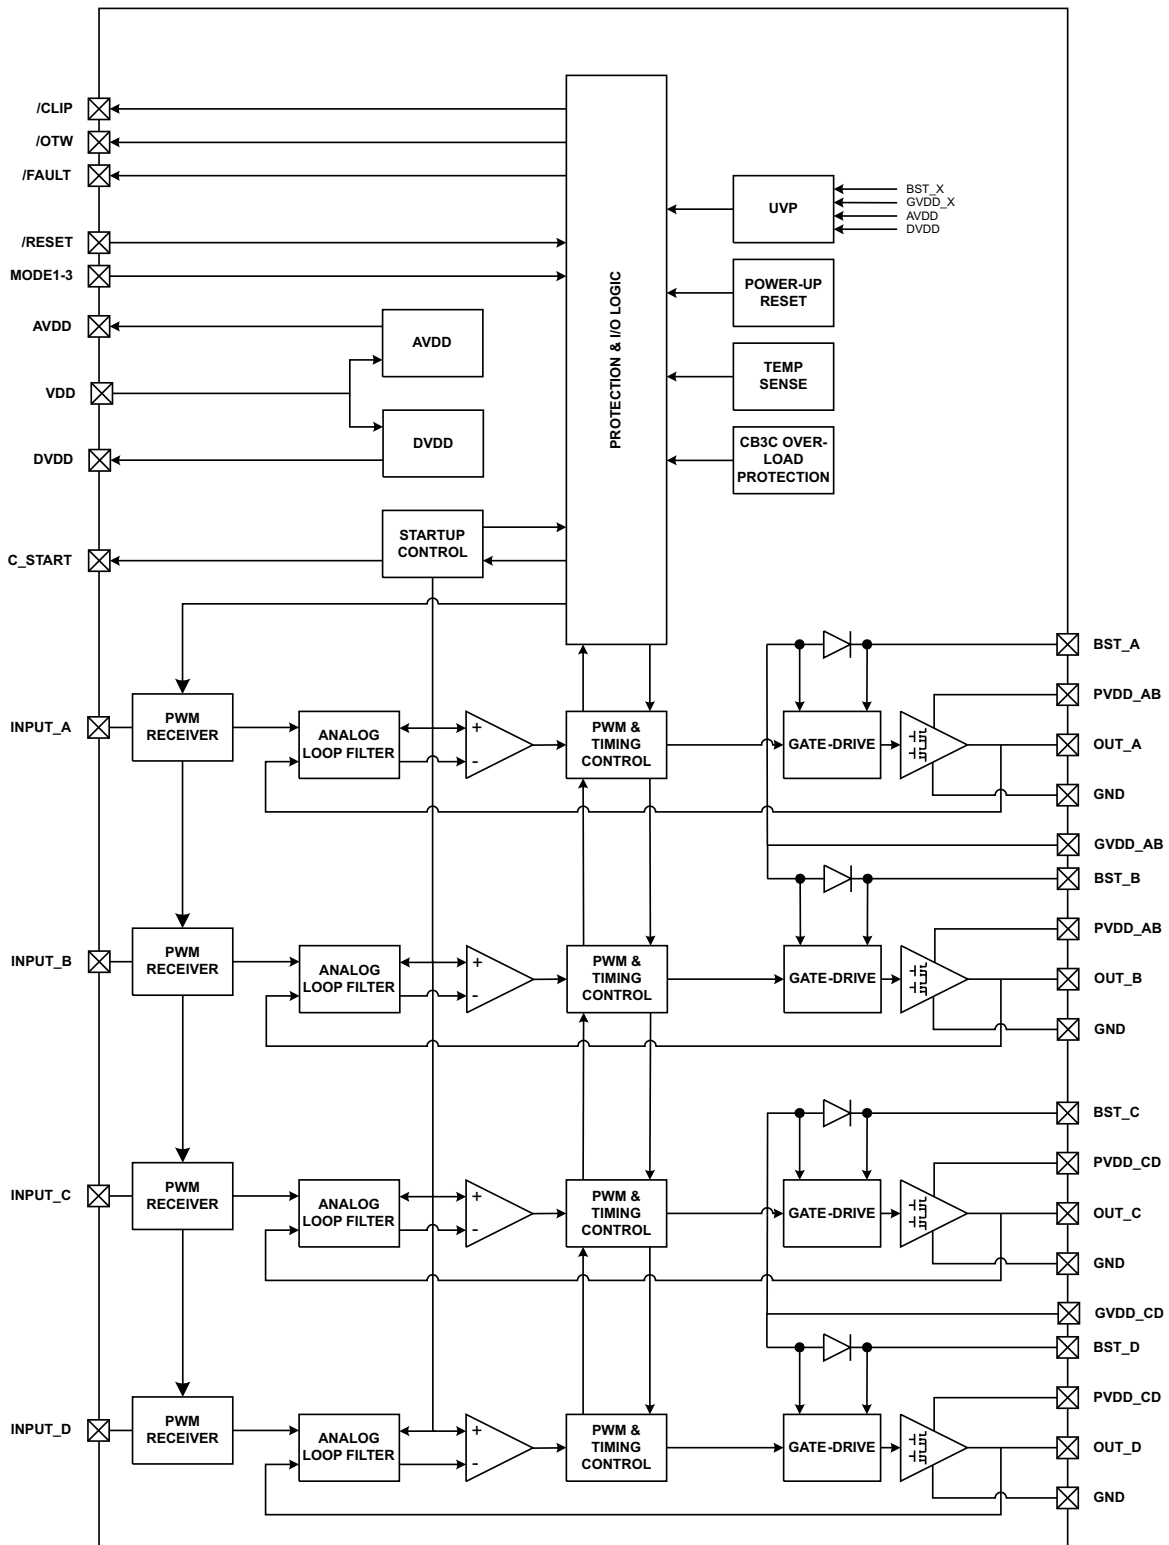 /CLIP
/OTW
/FAULT
/RESET
MODE1-3
AVDD
VDD
DVDD
C_START
AVDD
DVDD
STARTUP
CONTROL
PROTECTION & I/O LOGIC
UVP
BST_X
GVDD_X
AVDD
DVDD
POWER-UP
RESET
TEMP
SENSE
CB3C OVER-
LOAD
PROTECTION
INPUT_A
PWM
RECEIVER
ANALOG
LOOP FILTER
+
-
PWM &
TIMING
CONTROL
GATE-DRIVE
BST_A
PVDD_AB
OUT_A
GND
GVDD_AB
INPUT_B
PWM
RECEIVER
ANALOG
LOOP FILTER
+
-
PWM &
TIMING
CONTROL
GATE-DRIVE
BST_B
PVDD_AB
OUT_B
GND
INPUT_C
PWM
RECEIVER
ANALOG
LOOP FILTER
+
-
PWM &
TIMING
CONTROL
GATE-DRIVE
BST_C
PVDD_CD
OUT_C
GND
GVDD_CD
INPUT_D
PWM
RECEIVER
ANALOG
LOOP FILTER
+
-
PWM &
TIMING
CONTROL
GATE-DRIVE
BST_D
PVDD_CD
OUT_D
GND